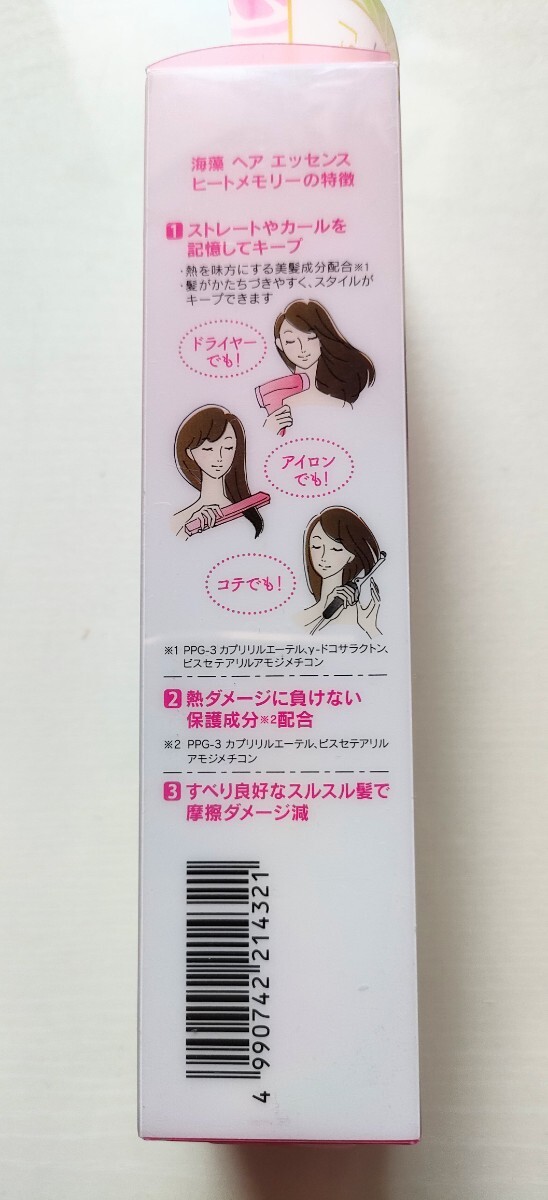 海藻 ヘア エッセンス
ヒートメモリーの特徴
1 ストレートやカールを
記憶してキープ
・熱を味方にする美髪成分配合※1
・髪がかたちづきやすく、スタイルが
キープできます
ドライヤー
でも!
アイロン
でも!
コテでも!
※1 PPG-3 カプリリルエーテル、γ-ドコサラクトン、
ビスセテアリルアモジメチコン
2 熱ダメージに負けない
保護成分※2配合
※2 PPG-3 カプリリルエーテル、ビスセテアリル
アモジメチコン
3 すべり良好なスルスル髪で
摩擦ダメージ減
4 990742 214321